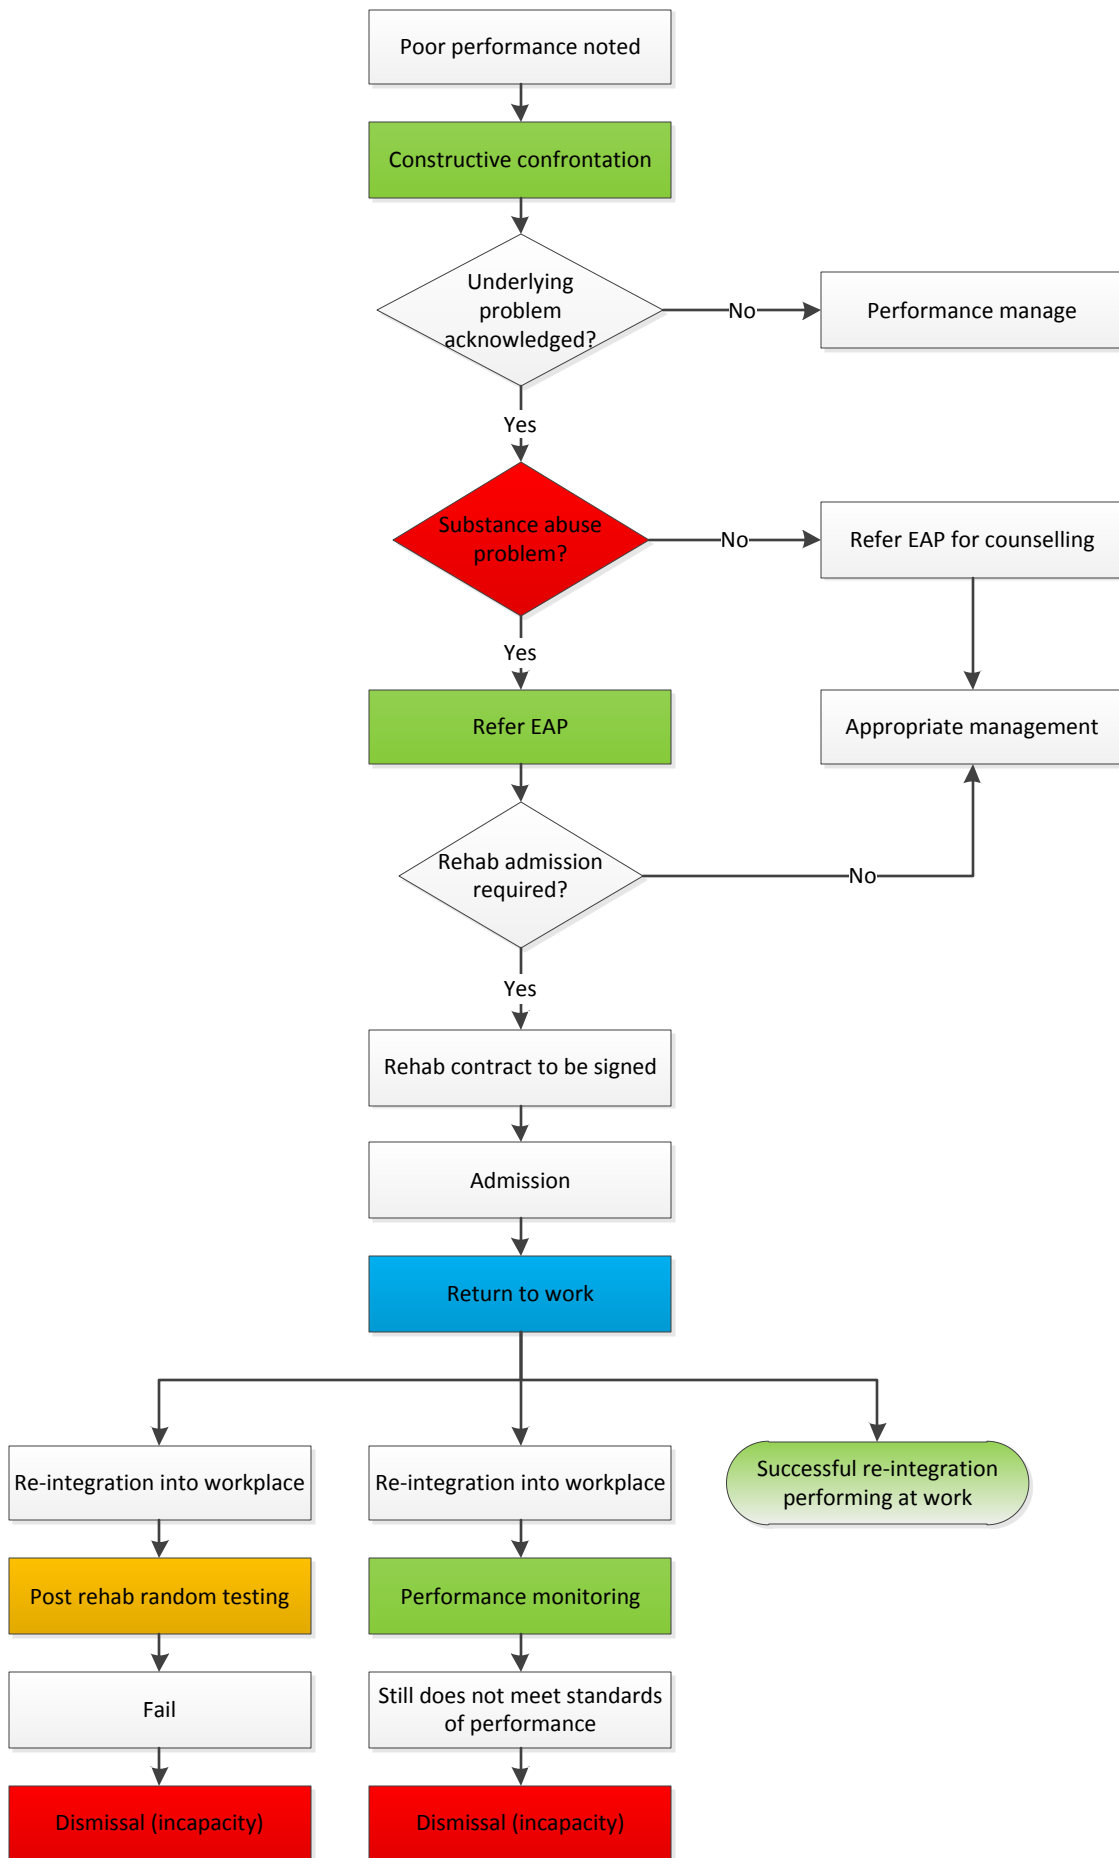 Poor performance noted
Constructive confrontation
Underlying
problem
acknowledged?
No
Performance manage
Yes
Substance abuse
problem?
No
Refer EAP for counselling
Yes
Refer EAP
Appropriate management
Rehab admission
required?
No
Yes
Rehab contract to be signed
Admission
Return to work
Re-integration into workplace
Re-integration into workplace
Successful re-integration
performing at work
Post rehab random testing
Performance monitoring
Fail
Still does not meet standards
of performance
Dismissal (incapacity)
Dismissal (incapacity)